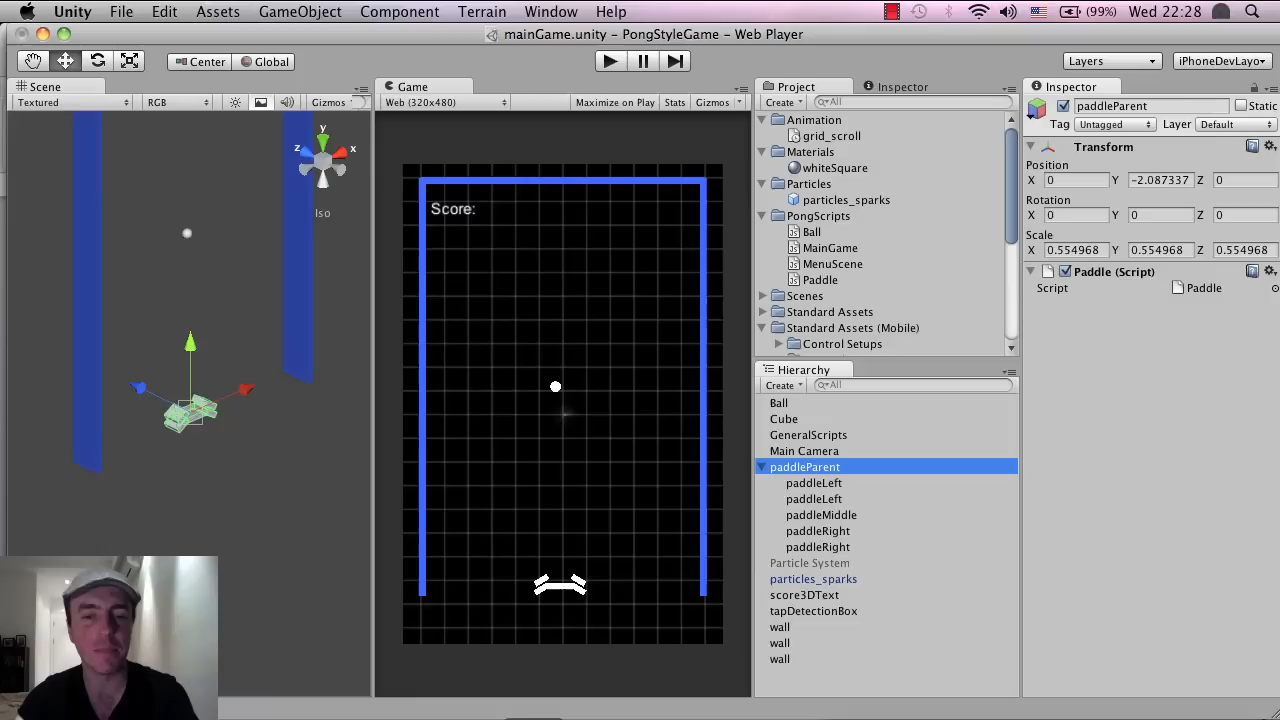 Unity File Edit Assets GameObject Component Terrain Window Help (99%) Wed 22:28
mainGame.unity – PongStyleGame – Web Player
Center Global Layers iPhoneDevLayo
Scene
Textured RGB Gizmos
y
z x
Iso
Game
Web (320x480) Maximize on Play Stats Gizmos
Score:
Project Inspector
Create All
Animation
grid_scroll
Materials
whiteSquare
Particles
particles_sparks
PongScripts
Ball
MainGame
MenuScene
Paddle
Scenes
Standard Assets
Standard Assets (Mobile)
Control Setups
Hierarchy
Create All
Ball
Cube
GeneralScripts
Main Camera
paddleParent
paddleLeft
paddleLeft
paddleMiddle
paddleRight
paddleRight
Particle System
particles_sparks
score3DText
tapDetectionBox
wall
wall
wall
Inspector
paddleParent Static
Tag Untagged Layer Default
Transform
Position
X 0 Y -2.087337 Z 0
Rotation
X 0 Y 0 Z 0
Scale
X 0.554968 Y 0.554968 Z 0.554968
Paddle (Script)
Script Paddle